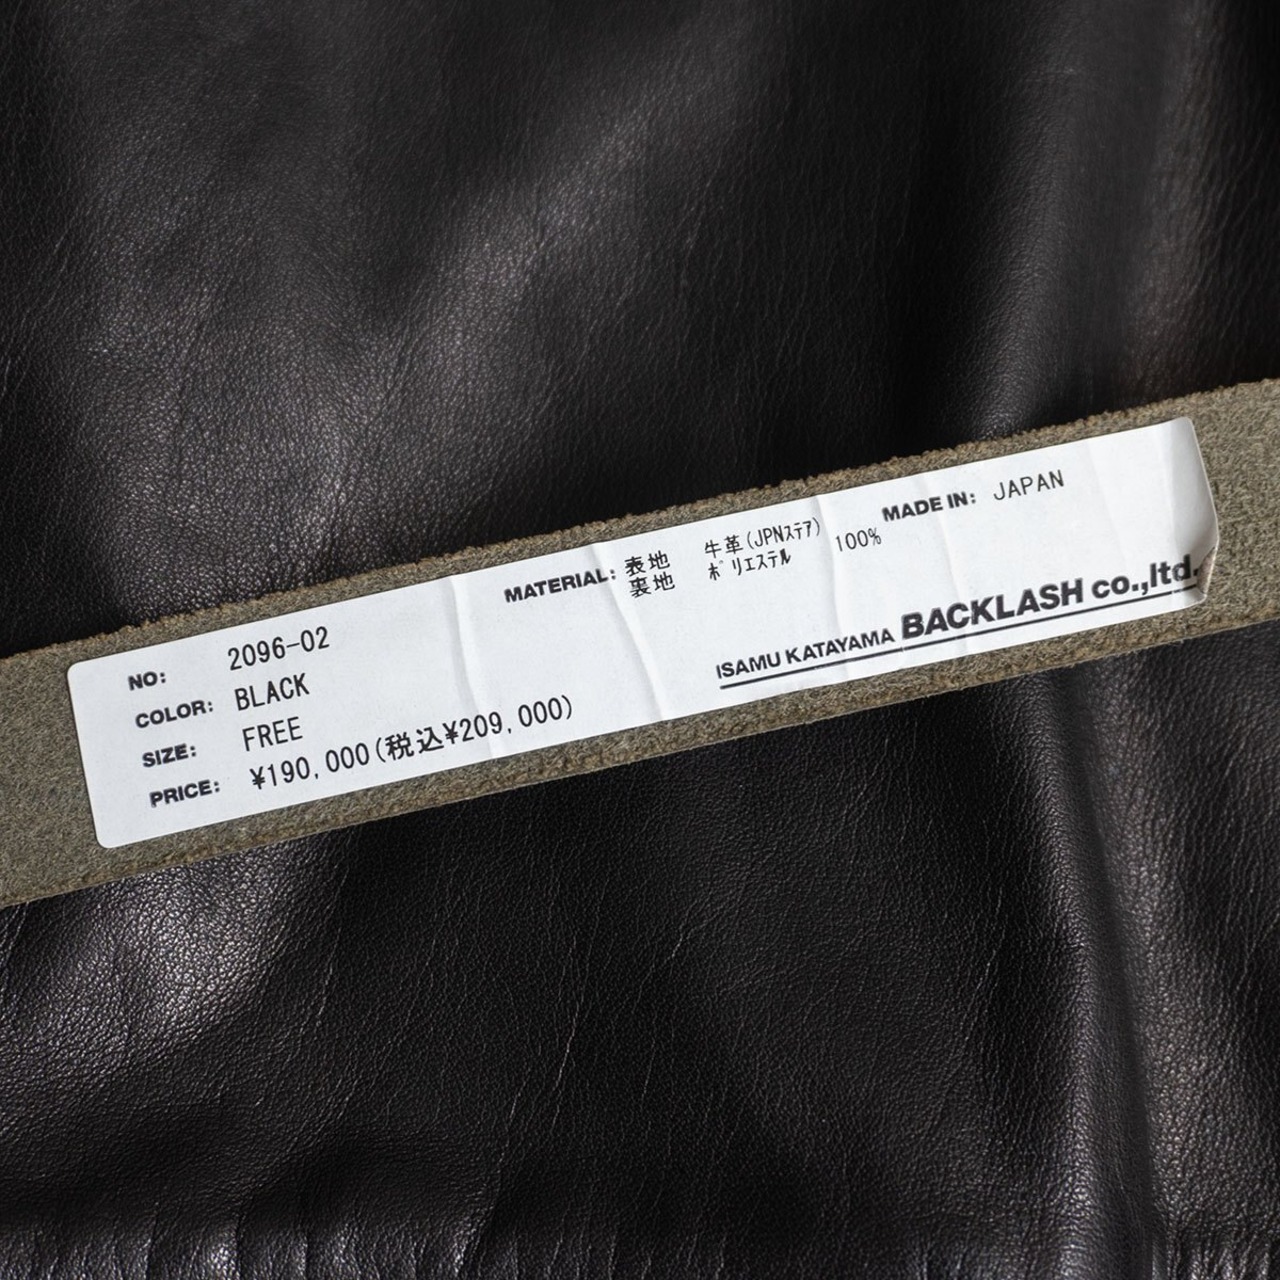 NO: 2096-02
COLOR: BLACK
SIZE: FREE
PRICE: ¥190,000(税込¥209,000)
MATERIAL: 表地 牛革(JPNステア)
裏地 ポリエステル 100%
MADE IN: JAPAN
ISAMU KATAYAMA BACKLASH co.,ltd.